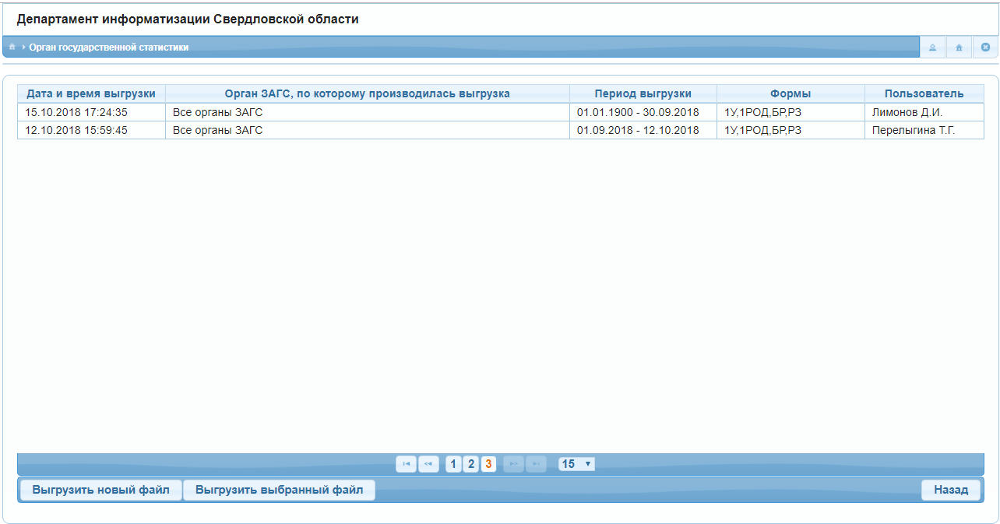 Департамент информатизации Свердловской области
Орган государственной статистики
Дата и время выгрузки Орган ЗАГС, по которому производилась выгрузка Период выгрузки Формы Пользователь
15.10.2018 17:24:35 Все органы ЗАГС 01.01.1900 - 30.09.2018 1У,1РОД,БР,РЗ Лимонов Д.И.
12.10.2018 15:59:45 Все органы ЗАГС 01.09.2018 - 12.10.2018 1У,1РОД,БР,РЗ Перелыгина Т.Г.
1 2 3 15
Выгрузить новый файл Выгрузить выбранный файл Назад